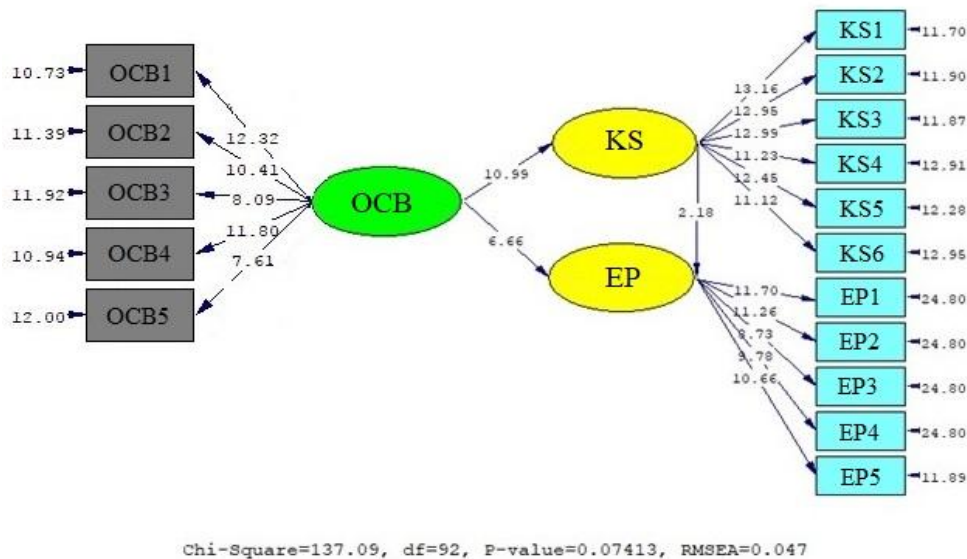 10.73 OCB1
11.39 OCB2
11.92 OCB3
10.94 OCB4
12.00 OCB5
12.32
10.41
8.09
11.80
7.61
OCB
10.99
6.66
KS
EP
2.18
13.16
12.95
12.99
11.23
12.45
11.12
11.70
11.26
8.73
9.78
10.66
KS1 11.70
KS2 11.90
KS3 11.87
KS4 12.91
KS5 12.28
KS6 12.95
EP1 24.80
EP2 24.80
EP3 24.80
EP4 24.80
EP5 11.89
Chi-Square=137.09, df=92, P-value=0.07413, RMSEA=0.047